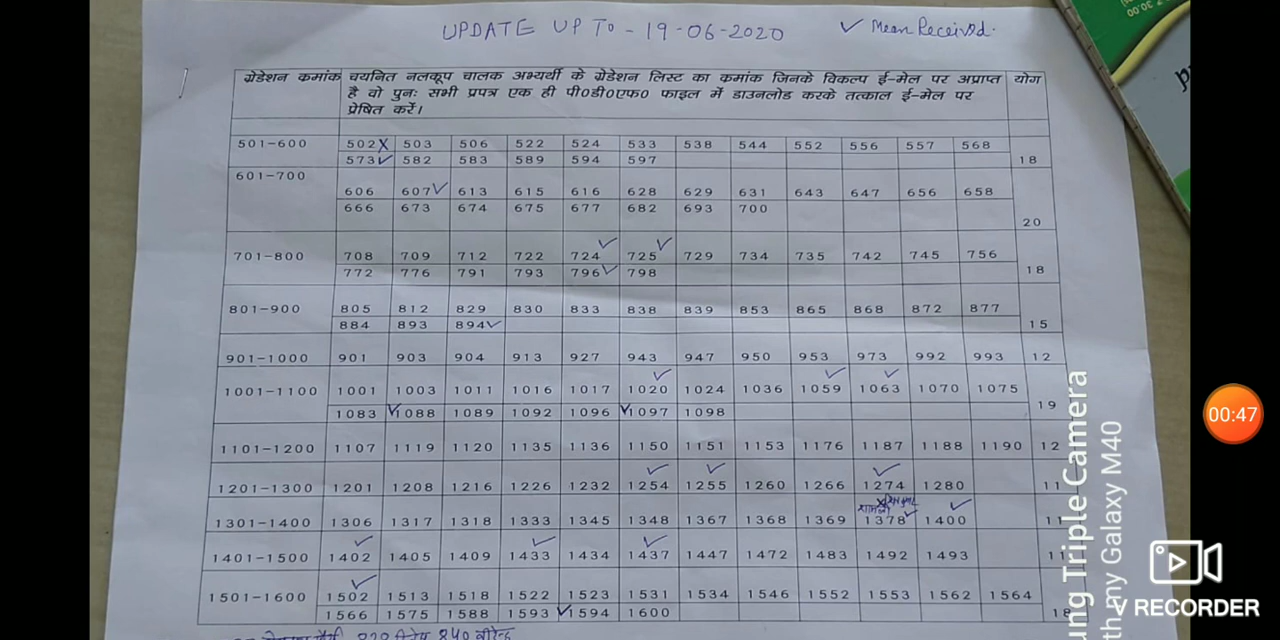 UPDATE UP TO - 19-06-2020 ✓ Mean Received.
ग्रेडेशन क्रमांक चयनित नलकूप चालक अभ्यर्थी के ग्रेडेशन लिस्ट का क्रमांक जिनके विकल्प ई-मेल पर अप्राप्त योग
है वो पुनः सभी प्रपत्र एक ही पी०डी०एफ० फाइल में डाउनलोड करके तत्काल ई-मेल पर
प्रेषित करें।
501-600 502 X 503 506 522 524 533 538 544 552 556 557 568
573 ✓ 582 583 589 594 597 18
601-700
606 607 ✓ 613 615 616 628 629 631 643 647 656 658
666 673 674 675 677 682 693 700
20
701-800 708 709 712 722 724 ✓ 725 ✓ 729 734 735 742 745 756
772 776 791 793 796 ✓ 798 18
801-900 805 812 829 830 833 838 839 853 865 868 872 877
884 893 894 ✓ 15
901-1000 901 903 904 913 927 943 947 950 953 973 992 993 12
1001-1100 1001 1003 1011 1016 1017 1020 ✓ 1024 1036 1059 ✓ 1063 ✓ 1070 1075
1083 ✓ 1088 1089 1092 1096 ✓ 1097 1098 19
1101-1200 1107 1119 1120 1135 1136 1150 1151 1153 1176 1187 1188 1190 12
1201-1300 1201 1208 1216 1226 1232 1254 ✓ 1255 ✓ 1260 1266 1274 ✓ 1280 11
1301-1400 1306 1317 1318 1333 1345 1348 1367 1368 1369 1378 ✓ 1400 ✓ 11
1401-1500 1402 ✓ 1405 1409 1433 ✓ 1434 1437 ✓ 1447 1472 1483 1492 1493 11
1501-1600 1502 ✓ 1513 1518 1522 1523 1531 1534 1546 1552 1553 1562 1564
1566 1575 1588 1593 ✓ 1594 1600 18
00:47
ung Triple Camera
th my Galaxy M40
V RECORDER